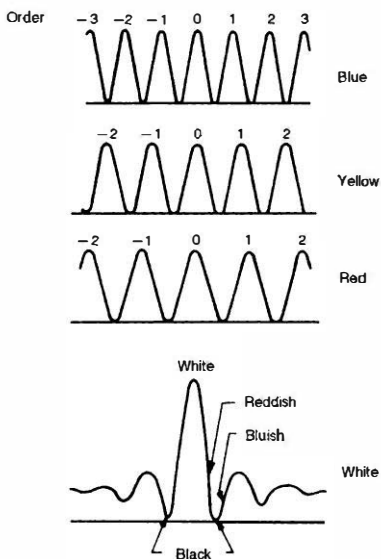 Order
−3 −2 −1 0 1 2 3
Blue
−2 −1 0 1 2
Yellow
−2 −1 0 1 2
Red
White
Reddish
Bluish
White
Black